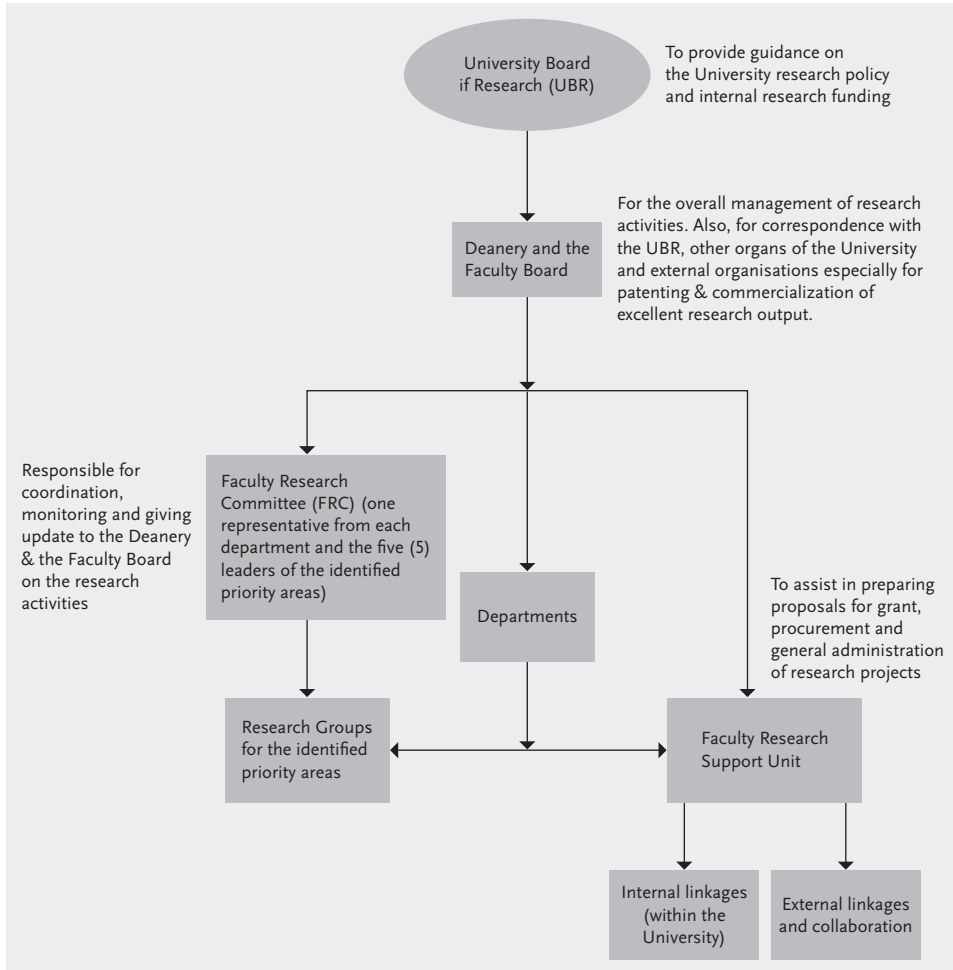 University Board
if Research (UBR)
To provide guidance on
the University research policy
and internal research funding
Deanery and the
Faculty Board
For the overall management of research
activities. Also, for correspondence with
the UBR, other organs of the University
and external organisations especially for
patenting & commercialization of
excellent research output.
Responsible for
coordination,
monitoring and giving
update to the Deanery
& the Faculty Board
on the research
activities
Faculty Research
Committee (FRC) (one
representative from each
department and the five (5)
leaders of the identified
priority areas)
Departments
To assist in preparing
proposals for grant,
procurement and
general administration
of research projects
Research Groups
for the identified
priority areas
Faculty Research
Support Unit
Internal linkages
(within the
University)
External linkages
and collaboration